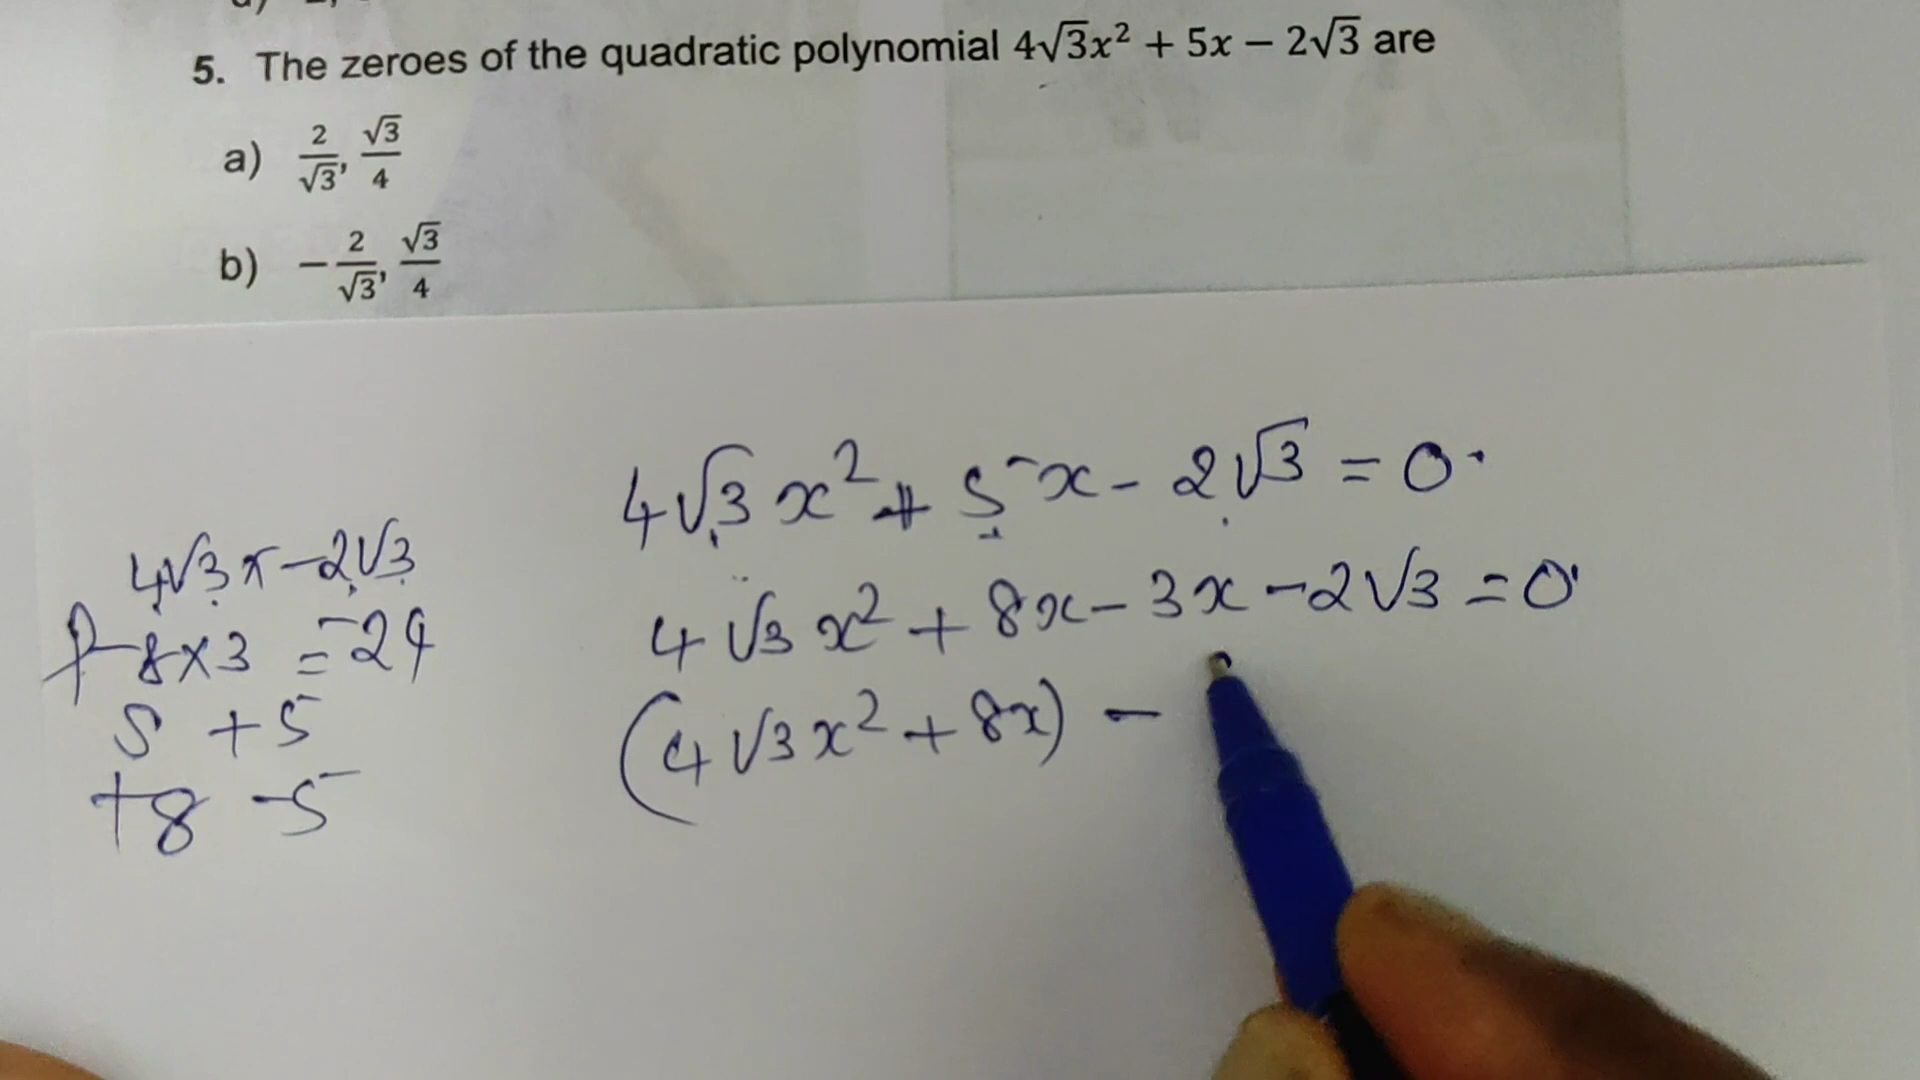 5. The zeroes of the quadratic polynomial 4√3x² + 5x − 2√3 are
a) 2/√3, √3/4
b) −2/√3, √3/4
4√3x² + 5x − 2√3 = 0
4√3x − 2√3
4√3x² + 8x − 3x − 2√3 = 0
P − 8×3 = −24
(4√3x² + 8x) −
S +5
+8 −5